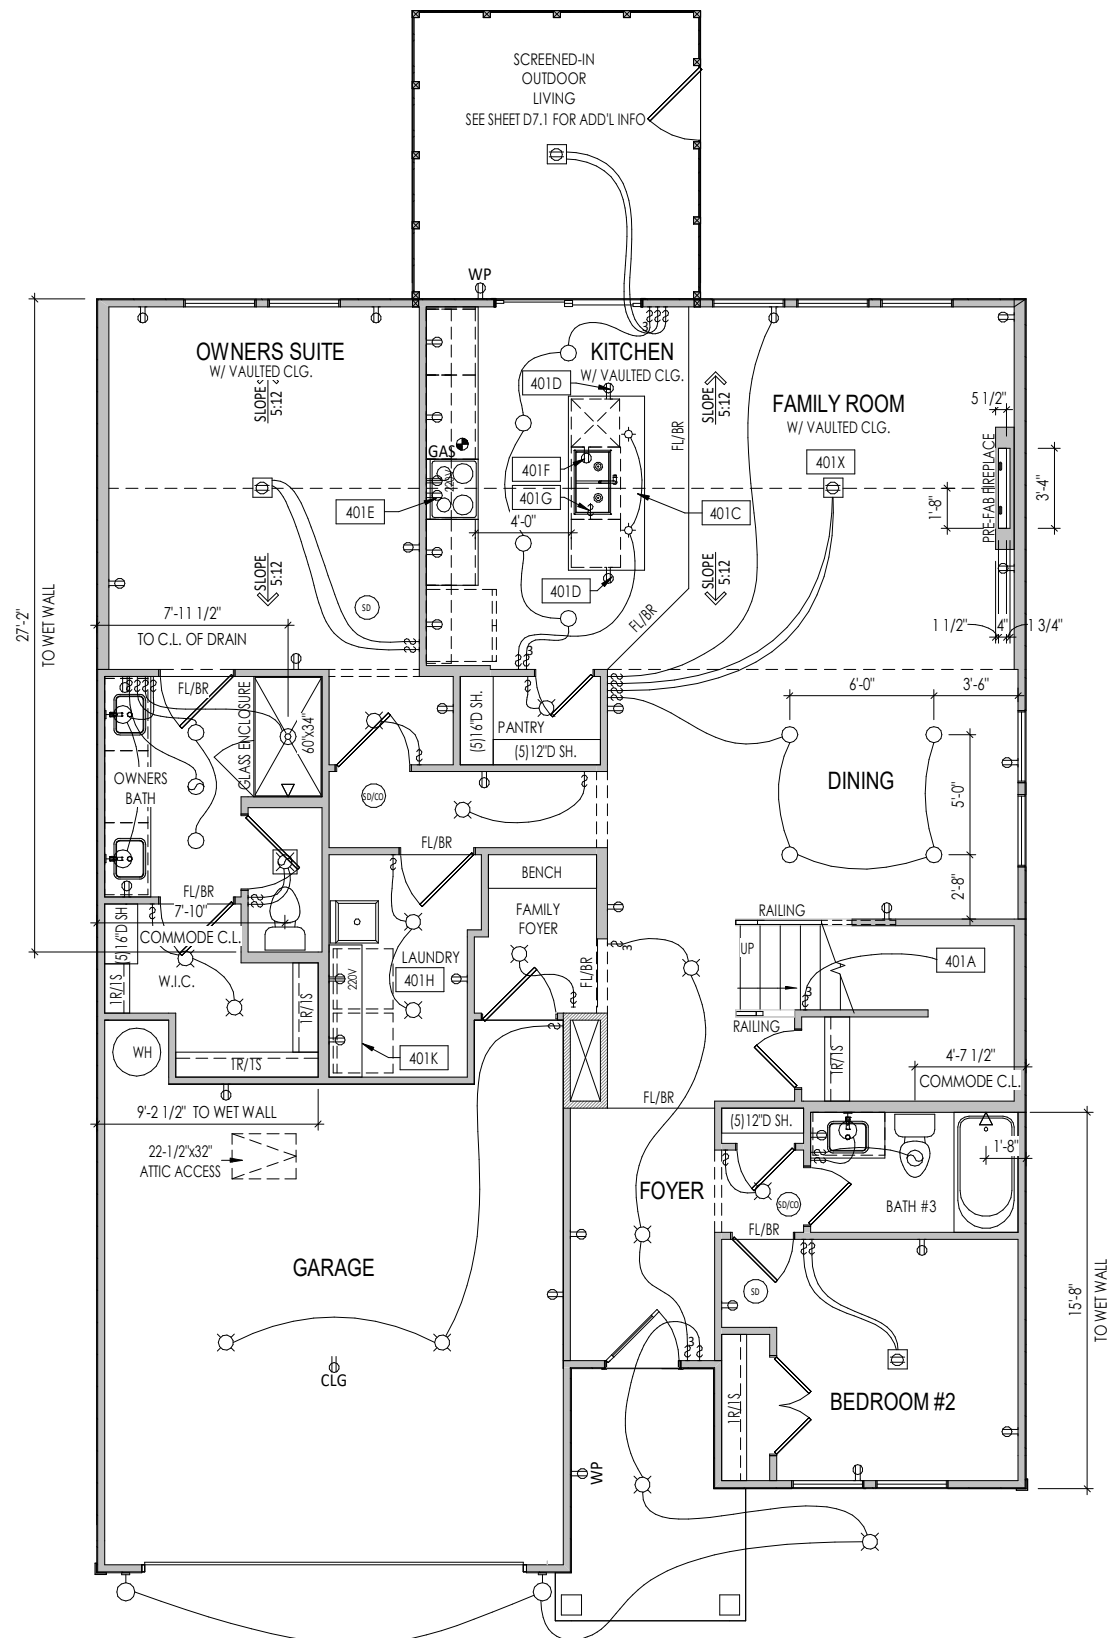 SCREENED-IN
OUTDOOR
LIVING
SEE SHEET D7.1 FOR ADD'L INFO
WP
OWNERS SUITE
W/ VAULTED CLG.
SLOPE
5:12
KITCHEN
W/ VAULTED CLG.
401D
SLOPE
5:12
FL/BR
FAMILY ROOM
W/ VAULTED CLG.
5 1/2"
GAS
220V
401F
401G
401E
4'-0"
401C
401X
1'-8"
PRE-FAB FIREPLACE
3'-4"
SLOPE
5:12
SLOPE
5:12
401D
SD
FL/BR
1 1/2"
4"
1 3/4"
27'-2"
TO WET WALL
7'-11 1/2"
TO C.L. OF DRAIN
3
FL/BR
GLASS ENCLOSURE
60"X34"
OWNERS
BATH
(5)16"D SH.
PANTRY
(5)12"D SH.
6'-0"
3'-6"
DINING
5'-0"
2'-8"
SD/CO
FL/BR
FL/BR
7'-10"
COMMODE C.L.
(5)16"D SH
1R/1S
W.I.C.
1R/1S
1R/1S
BENCH
FAMILY
FOYER
LAUNDRY
220V
401H
401K
FL/BR
3
RAILING
UP
3
401A
RAILING
1R/1S
4'-7 1/2"
COMMODE C.L.
WH
9'-2 1/2" TO WET WALL
22-1/2"X32"
ATTIC ACCESS
FL/BR
(5)12"D SH.
1'-8"
FOYER
SD/CO
BATH #3
FL/BR
GARAGE
SD
15'-8"
TO WET WALL
3
CLG
1R/1S
BEDROOM #2
WP